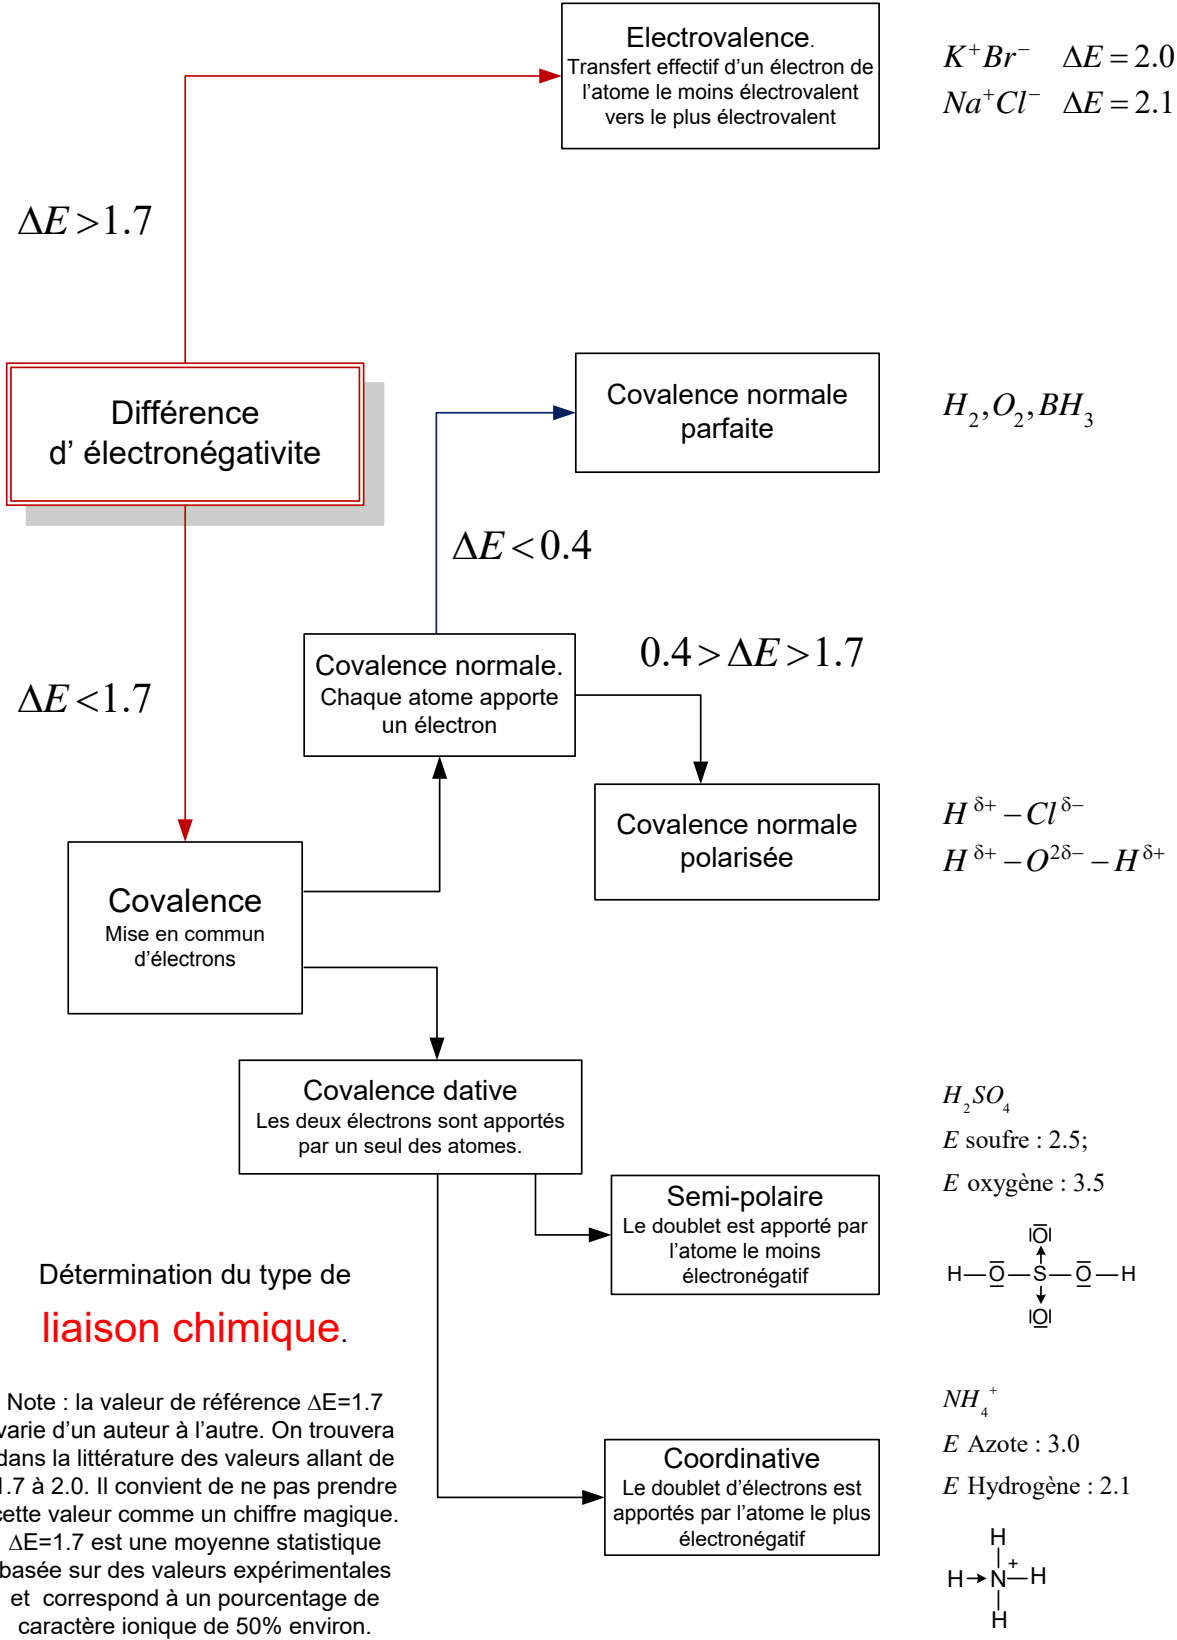 Electrovalence.
Transfert effectif d'un électron de
l'atome le moins électrovalent
vers le plus électrovalent
K⁺Br⁻ ΔE = 2.0
Na⁺Cl⁻ ΔE = 2.1
ΔE > 1.7
Différence
d' électronégativite
Covalence normale
parfaite
H₂, O₂, BH₃
ΔE < 0.4
Covalence normale.
Chaque atome apporte
un électron
0.4 > ΔE > 1.7
ΔE < 1.7
Covalence normale
polarisée
H^δ+ – Cl^δ−
H^δ+ – O^2δ− – H^δ+
Covalence
Mise en commun
d'électrons
Covalence dative
Les deux électrons sont apportés
par un seul des atomes.
H₂SO₄
E soufre : 2.5;
E oxygène : 3.5
Semi-polaire
Le doublet est apporté par
l'atome le moins
électronégatif
|O|
H—O—S—O—H
|O|
Détermination du type de
liaison chimique.
Note : la valeur de référence ΔE=1.7
varie d'un auteur à l'autre. On trouvera
dans la littérature des valeurs allant de
1.7 à 2.0. Il convient de ne pas prendre
cette valeur comme un chiffre magique.
ΔE=1.7 est une moyenne statistique
basée sur des valeurs expérimentales
et correspond à un pourcentage de
caractère ionique de 50% environ.
Coordinative
Le doublet d'électrons est
apportés par l'atome le plus
électronégatif
NH₄⁺
E Azote : 3.0
E Hydrogène : 2.1
H
H→N⁺—H
H